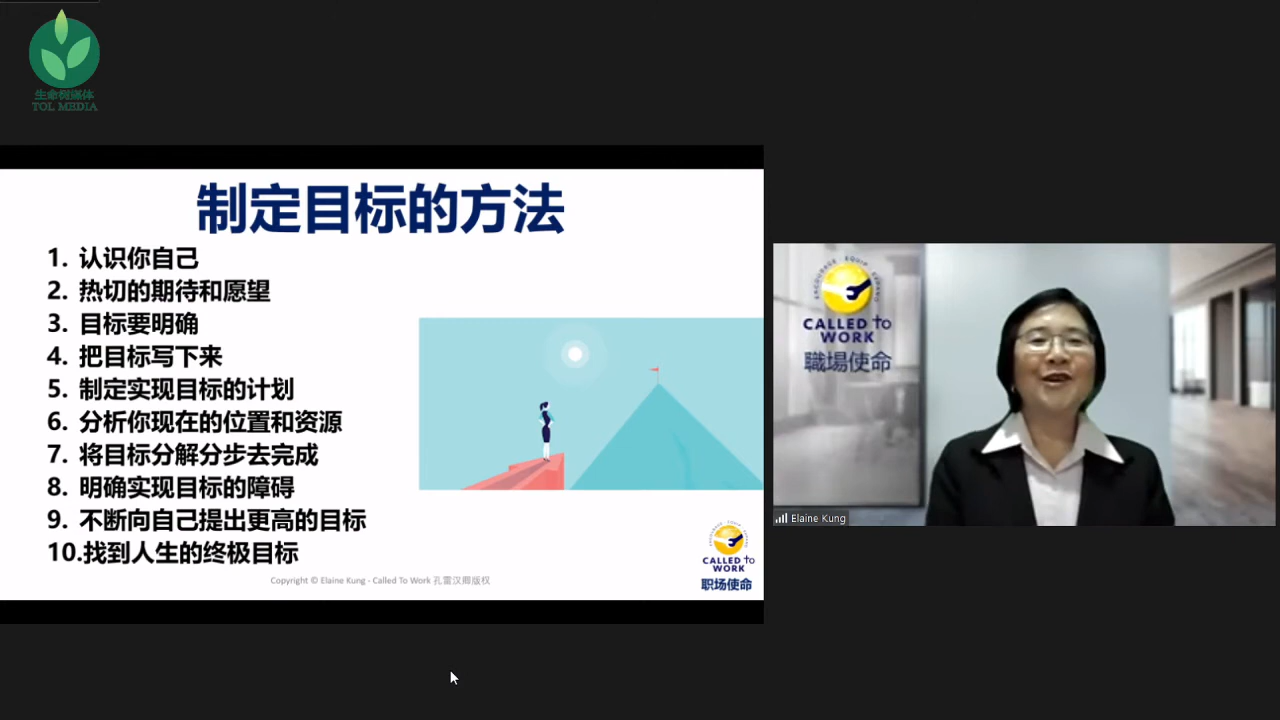 生命树媒体
TOL MEDIA
制定目标的方法
1. 认识你自己
2. 热切的期待和愿望
3. 目标要明确
4. 把目标写下来
5. 制定实现目标的计划
6. 分析你现在的位置和资源
7. 将目标分解分步去完成
8. 明确实现目标的障碍
9. 不断向自己提出更高的目标
10.找到人生的终极目标
Copyright © Elaine Kung - Called To Work 孔雷汉卿版权
CALLED TO
WORK
职场使命
ENCOURAGE EQUIP EXPAND
CALLED TO
WORK
職場使命
Elaine Kung